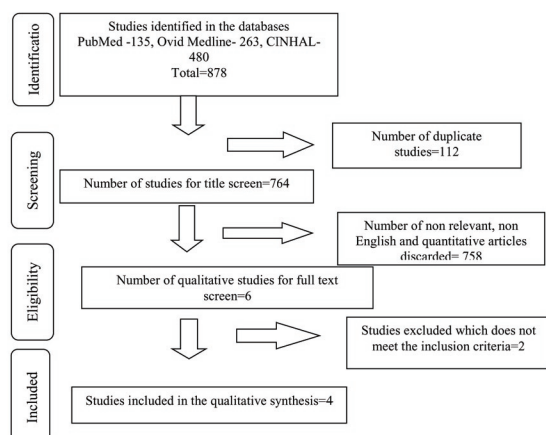 Identificatio
Studies identified in the databases
PubMed -135, Ovid Medline- 263, CINHAL-
480
Total=878
Number of duplicate
studies=112
Screening
Number of studies for title screen=764
Number of non relevant, non
English and quantitative articles
discarded= 758
Eligibility
Number of qualitative studies for full text
screen=6
Studies excluded which does not
meet the inclusion criteria=2
Included
Studies included in the qualitative synthesis=4